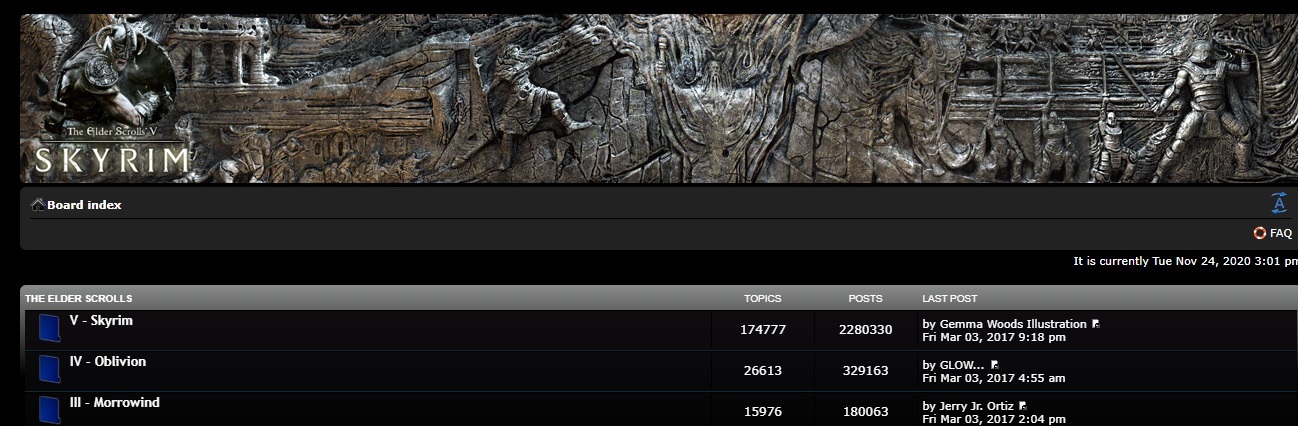 The Elder Scrolls V
SKYRIM
Board index
A
FAQ
It is currently Tue Nov 24, 2020 3:01 pm
THE ELDER SCROLLS TOPICS POSTS LAST POST
V - Skyrim 174777 2280330 by Gemma Woods Illustration
Fri Mar 03, 2017 9:18 pm
IV - Oblivion 26613 329163 by GLOW...
Fri Mar 03, 2017 4:55 am
III - Morrowind 15976 180063 by Jerry Jr. Ortiz
Fri Mar 03, 2017 2:04 pm